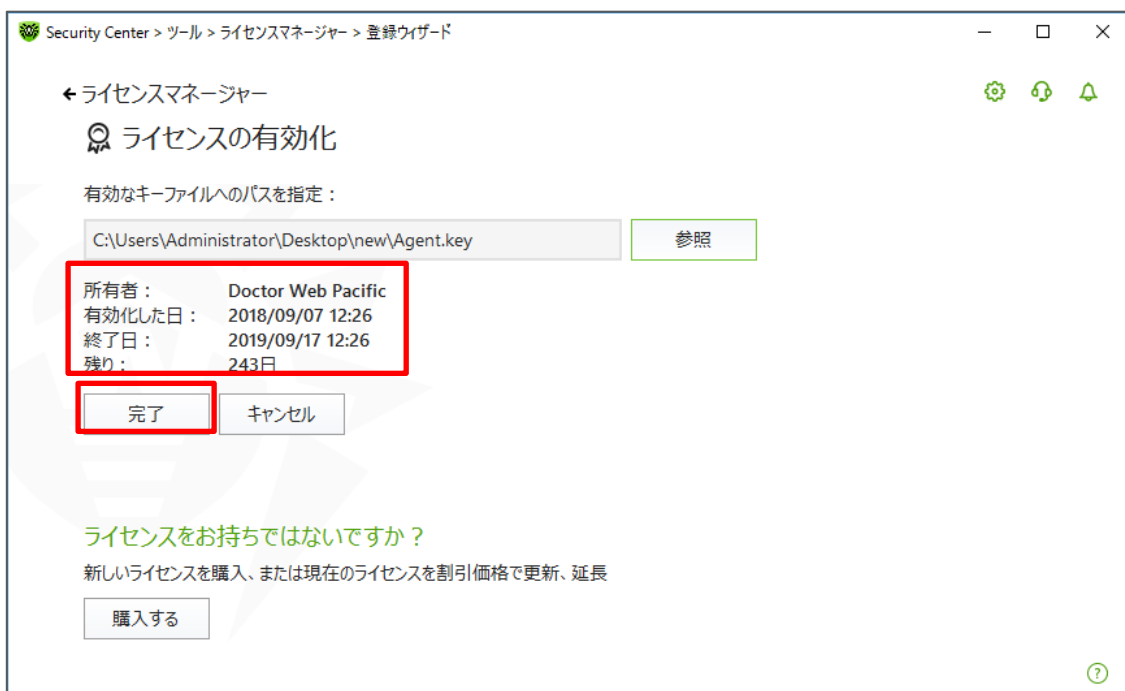 Security Center > ツール > ライセンスマネージャー > 登録ウィザード
ライセンスマネージャー
ライセンスの有効化
有効なキーファイルへのパスを指定：
C:\Users\Administrator\Desktop\new\Agent.key 参照
所有者： Doctor Web Pacific
有効化した日： 2018/09/07 12:26
終了日： 2019/09/17 12:26
残り： 243日
完了 キャンセル
ライセンスをお持ちではないですか？
新しいライセンスを購入、または現在のライセンスを割引価格で更新、延長
購入する